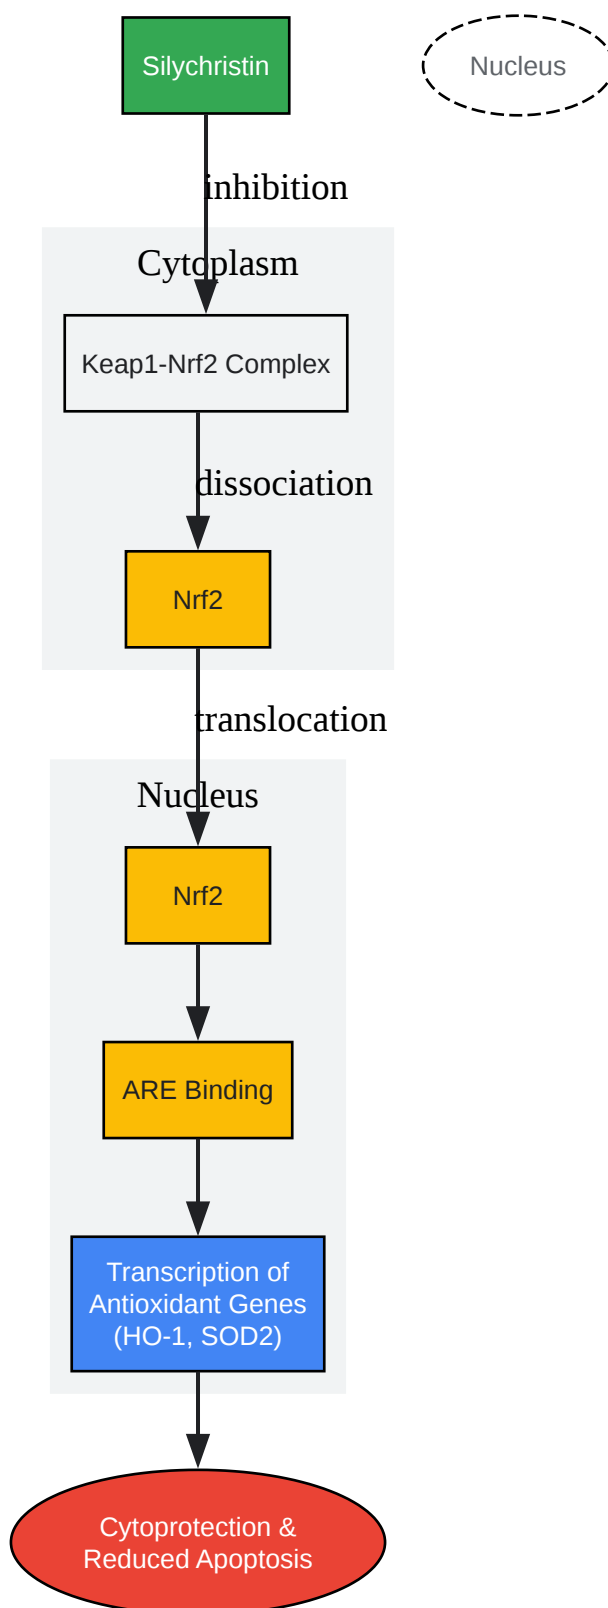 Silychristin
Nucleus
inhibition
Cytoplasm
Keap1-Nrf2 Complex
dissociation
Nrf2
translocation
Nucleus
Nrf2
ARE Binding
Transcription of
Antioxidant Genes
(HO-1, SOD2)
Cytoprotection &
Reduced Apoptosis